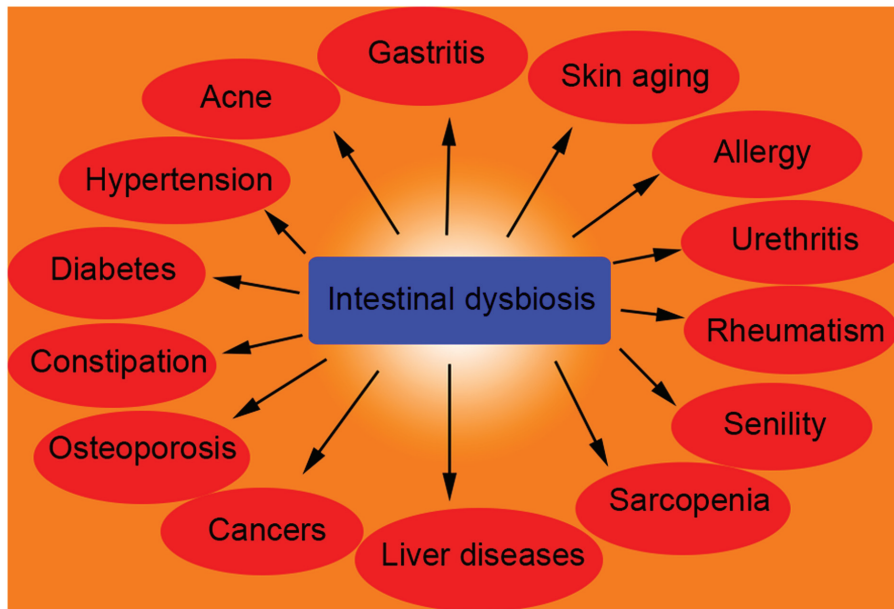 Gastritis
Skin aging
Acne
Allergy
Hypertension
Urethritis
Diabetes
Intestinal dysbiosis
Rheumatism
Constipation
Senility
Osteoporosis
Sarcopenia
Cancers
Liver diseases